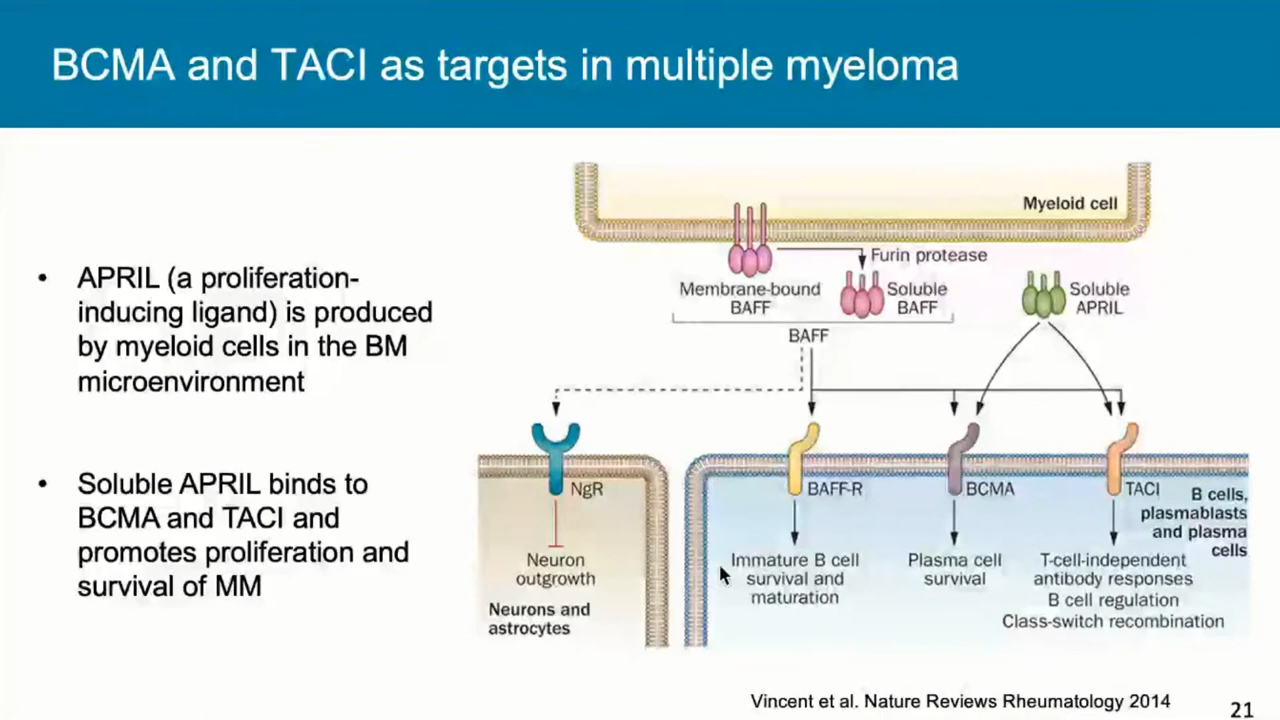 BCMA and TACI as targets in multiple myeloma
• APRIL (a proliferation-
inducing ligand) is produced
by myeloid cells in the BM
microenvironment
• Soluble APRIL binds to
BCMA and TACI and
promotes proliferation and
survival of MM
Myeloid cell
Furin protease
Membrane-bound
BAFF
Soluble
BAFF
Soluble
APRIL
BAFF
NgR
BAFF-R
BCMA
TACI
B cells,
plasmablasts
and plasma
cells
Neuron
outgrowth
Neurons and
astrocytes
Immature B cell
survival and
maturation
Plasma cell
survival
T-cell-independent
antibody responses
B cell regulation
Class-switch recombination
Vincent et al. Nature Reviews Rheumatology 2014
21